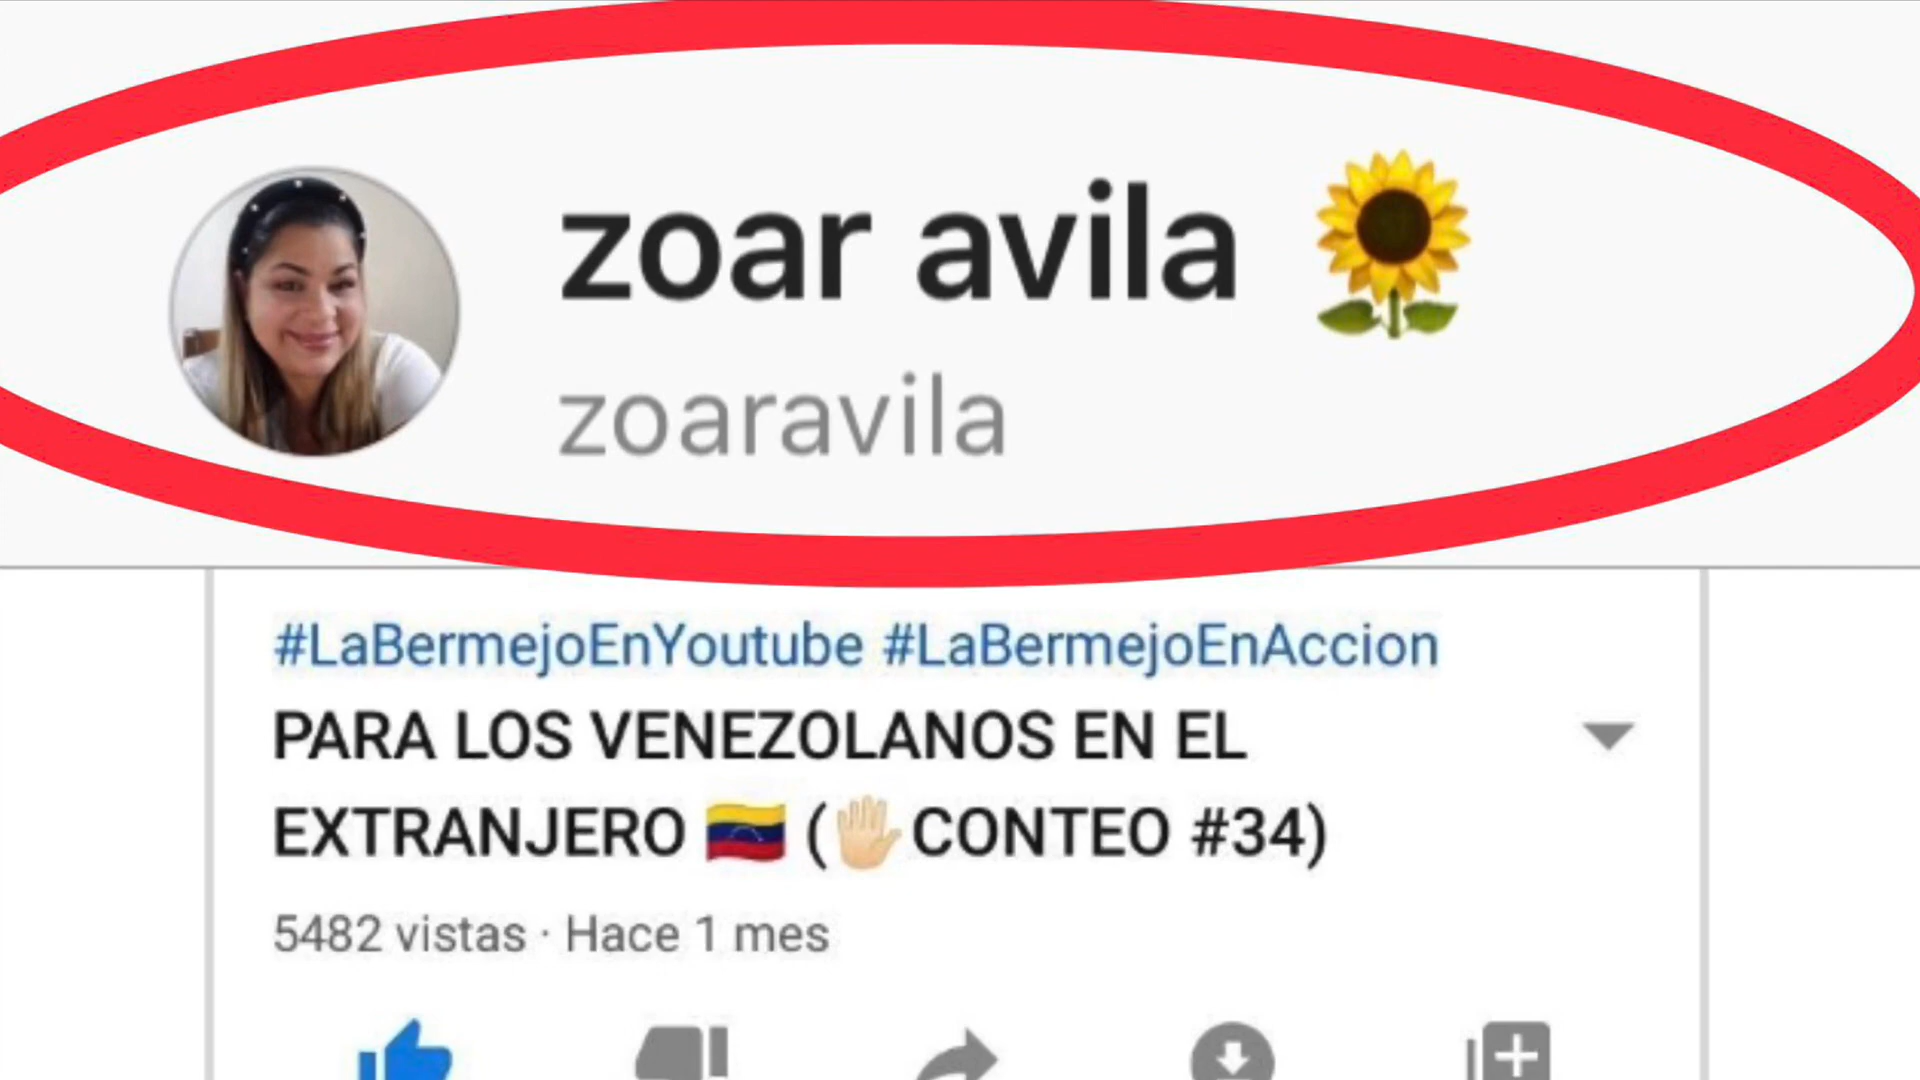 zoar avila 🌻
zoaravila
#LaBermejoEnYoutube #LaBermejoEnAccion
PARA LOS VENEZOLANOS EN EL
EXTRANJERO 🇻🇪 (🖐🏻CONTEO #34)
5482 vistas · Hace 1 mes